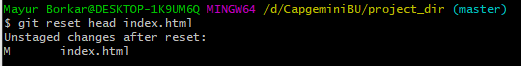 Mayur Borkar@DESKTOP-1K9UM6Q MINGW64 /d/CapgeminiBU/project_dir (master)
$ git reset head index.html
Unstaged changes after reset:
M       index.html